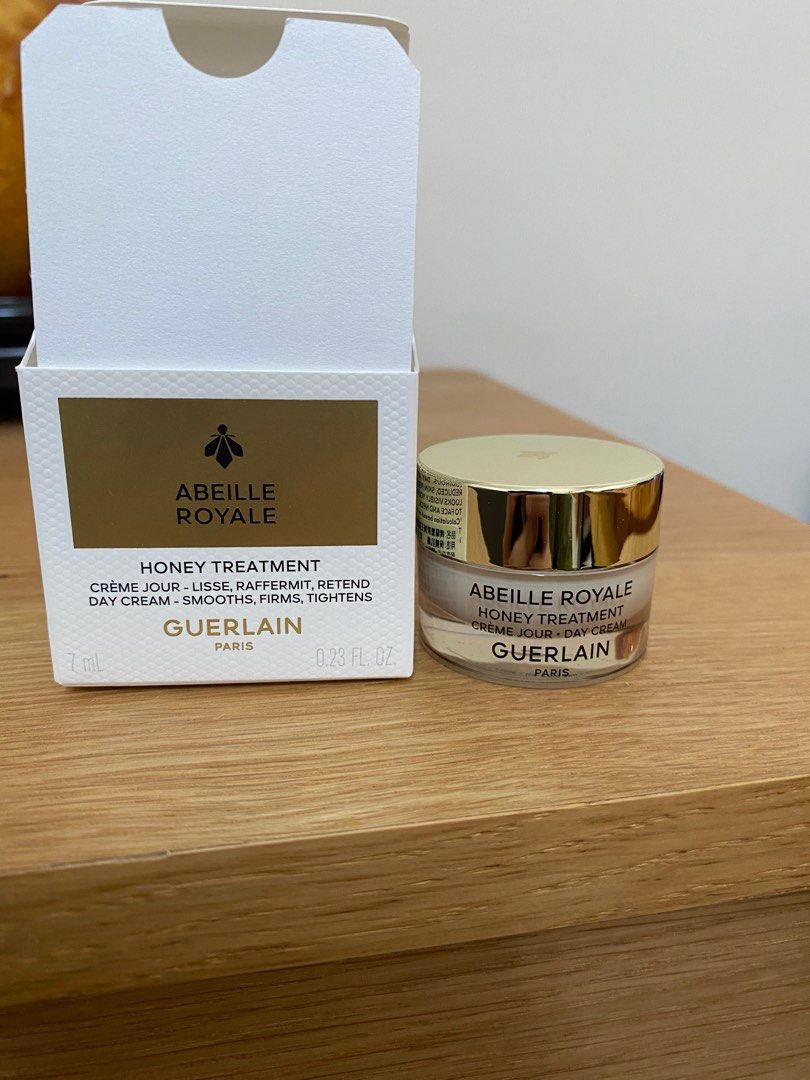 ABEILLE
ROYALE
HONEY TREATMENT
CRÈME JOUR - LISSE, RAFFERMIT, RETEND
DAY CREAM - SMOOTHS, FIRMS, TIGHTENS
GUERLAIN
PARIS
7 mL 0.23 FL. OZ.
ABEILLE ROYALE
HONEY TREATMENT
CRÈME JOUR - DAY CREAM
GUERLAIN
PARIS